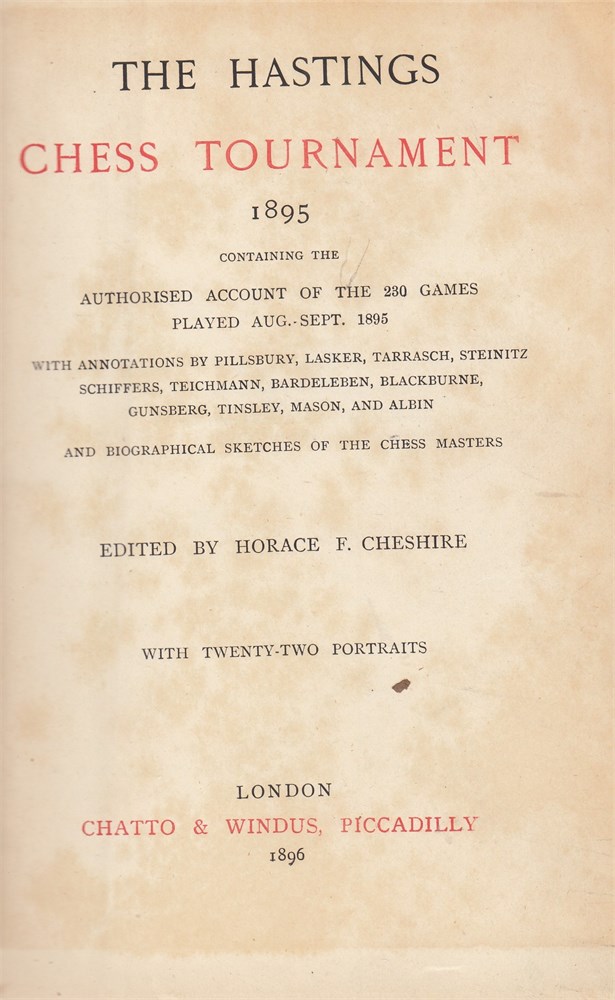 THE HASTINGS
CHESS TOURNAMENT
1895
CONTAINING THE
AUTHORISED ACCOUNT OF THE 230 GAMES
PLAYED AUG.-SEPT. 1895
WITH ANNOTATIONS BY PILLSBURY, LASKER, TARRASCH, STEINITZ
SCHIFFERS, TEICHMANN, BARDELEBEN, BLACKBURNE,
GUNSBERG, TINSLEY, MASON, AND ALBIN
AND BIOGRAPHICAL SKETCHES OF THE CHESS MASTERS
EDITED BY HORACE F. CHESHIRE
WITH TWENTY-TWO PORTRAITS
LONDON
CHATTO & WINDUS, PICCADILLY
1896